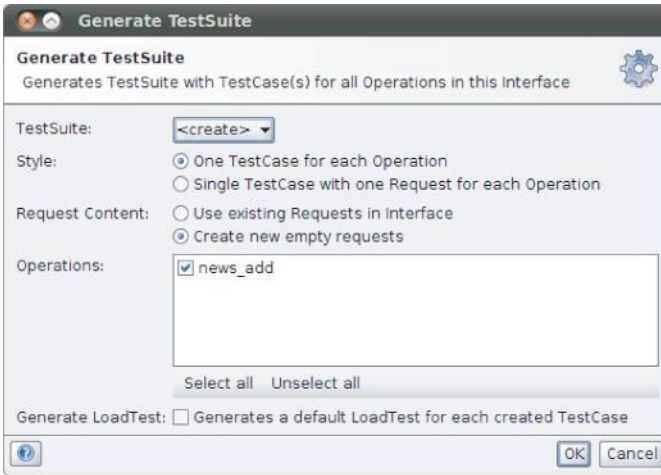 Generate TestSuite
Generate TestSuite
Generates TestSuite with TestCase(s) for all Operations in this Interface
TestSuite: <create>
Style: One TestCase for each Operation
Single TestCase with one Request for each Operation
Request Content: Use existing Requests in Interface
Create new empty requests
Operations: news_add
Select all Unselect all
Generate LoadTest: Generates a default LoadTest for each created TestCase
? OK Cancel